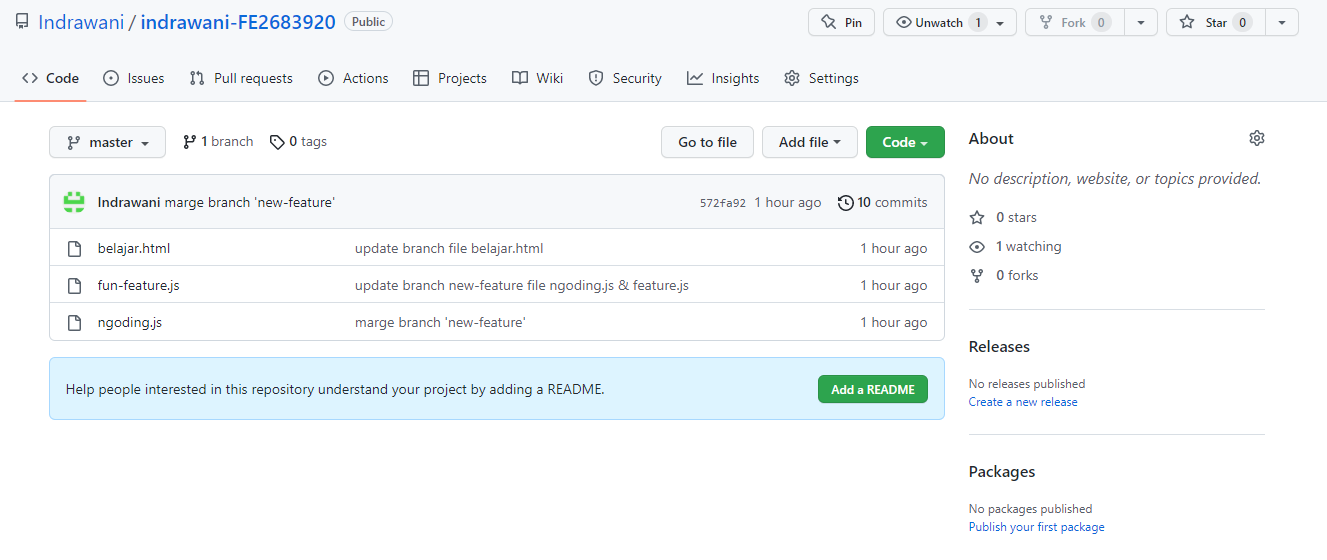 Indrawani / indrawani-FE2683920 Public
Pin Unwatch 1 Fork 0 Star 0
Code Issues Pull requests Actions Projects Wiki Security Insights Settings
master 1 branch 0 tags Go to file Add file Code
Indrawani marge branch 'new-feature' 572fa92 1 hour ago 10 commits
belajar.html update branch file belajar.html 1 hour ago
fun-feature.js update branch new-feature file ngoding.js & feature.js 1 hour ago
ngoding.js marge branch 'new-feature' 1 hour ago
Help people interested in this repository understand your project by adding a README. Add a README
About
No description, website, or topics provided.
0 stars
1 watching
0 forks
Releases
No releases published
Create a new release
Packages
No packages published
Publish your first package